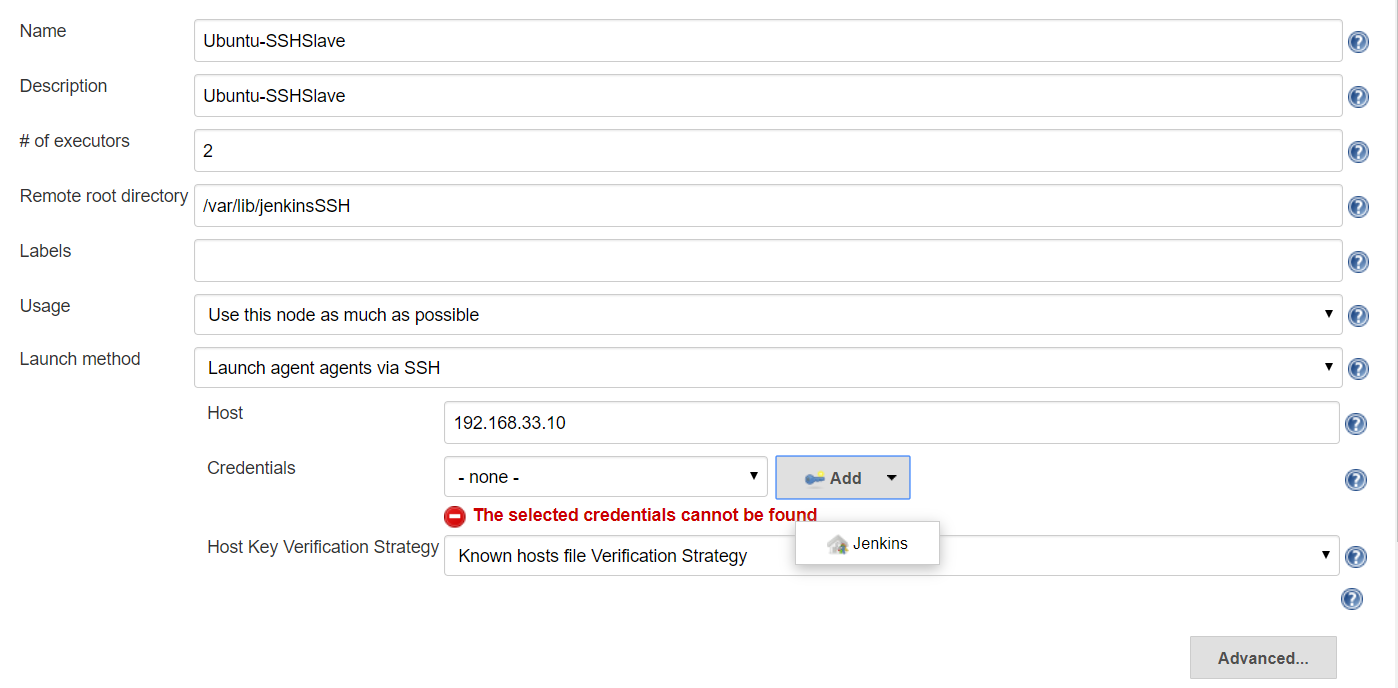 Name
Ubuntu-SSHSlave
Description
Ubuntu-SSHSlave
# of executors
2
Remote root directory
/var/lib/jenkinsSSH
Labels
Usage
Use this node as much as possible
Launch method
Launch agent agents via SSH
Host
192.168.33.10
Credentials
- none -
Add
The selected credentials cannot be found
Jenkins
Host Key Verification Strategy
Known hosts file Verification Strategy
Advanced...